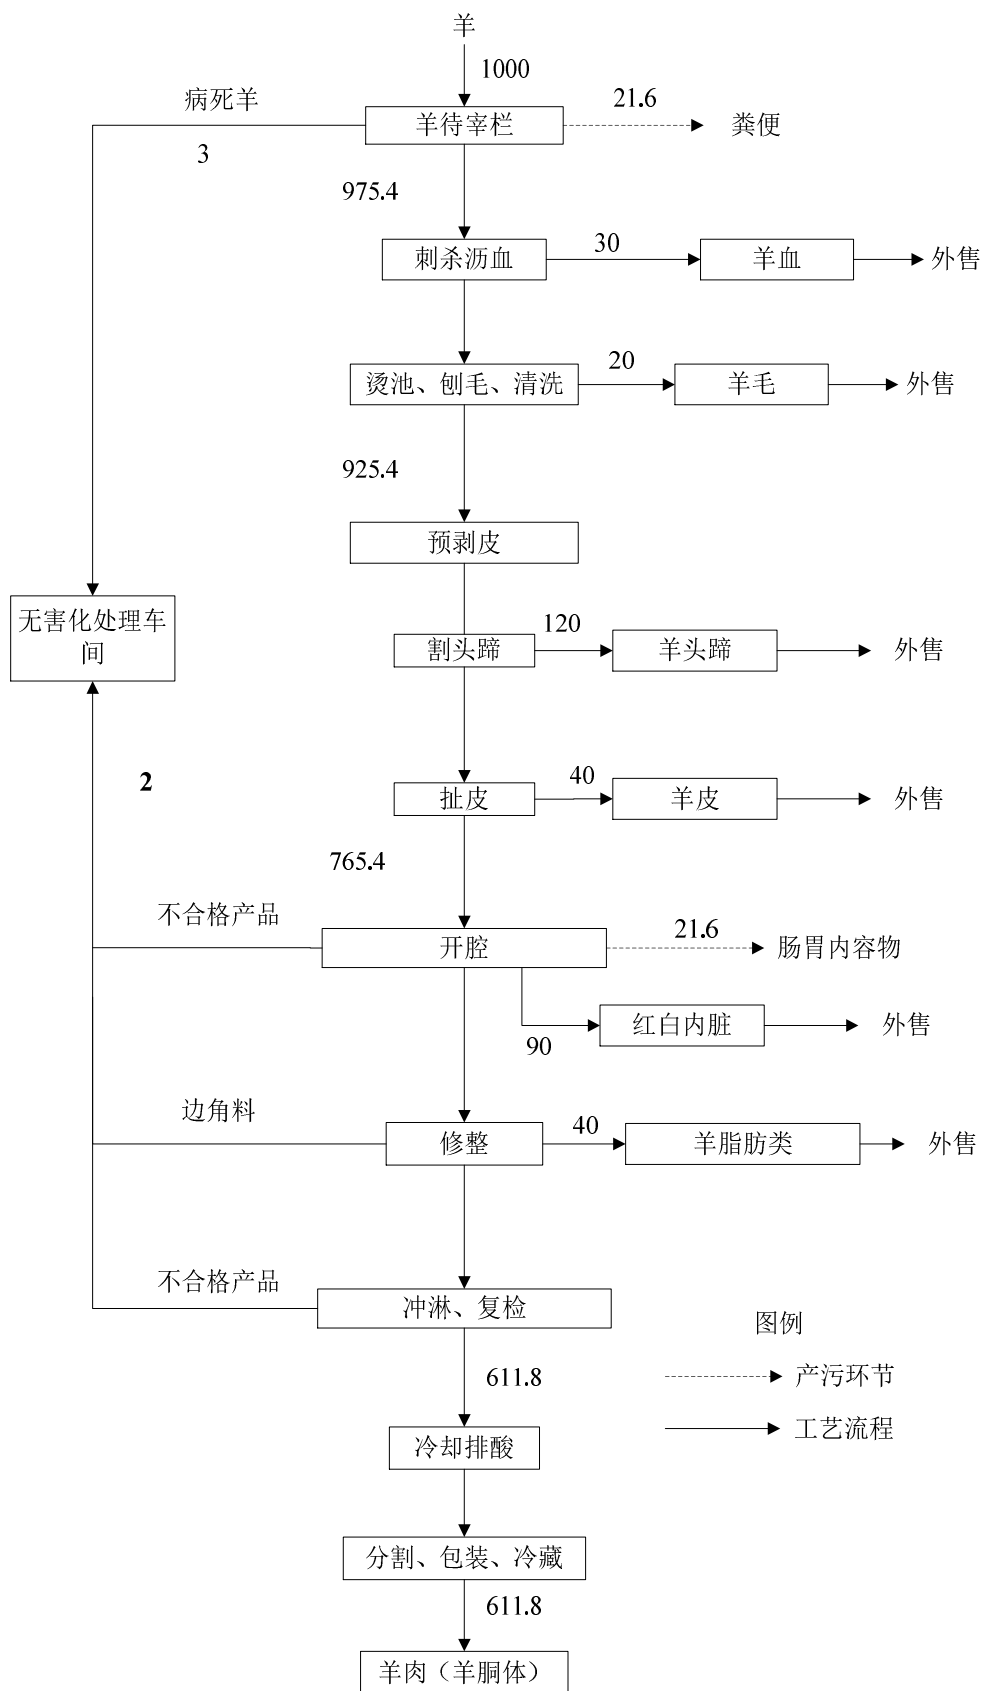 羊
1000
病死羊
21.6
羊待宰栏
粪便
3
975.4
刺杀沥血
30
羊血
外售
烫池、刨毛、清洗
20
羊毛
外售
925.4
预剥皮
无害化处理车
间
割头蹄
120
羊头蹄
外售
2
扯皮
40
羊皮
外售
765.4
不合格产品
开腔
21.6
肠胃内容物
90
红白内脏
外售
边角料
修整
40
羊脂肪类
外售
不合格产品
冲淋、复检
图例
611.8
产污环节
冷却排酸
工艺流程
分割、包装、冷藏
611.8
羊肉（羊胴体）